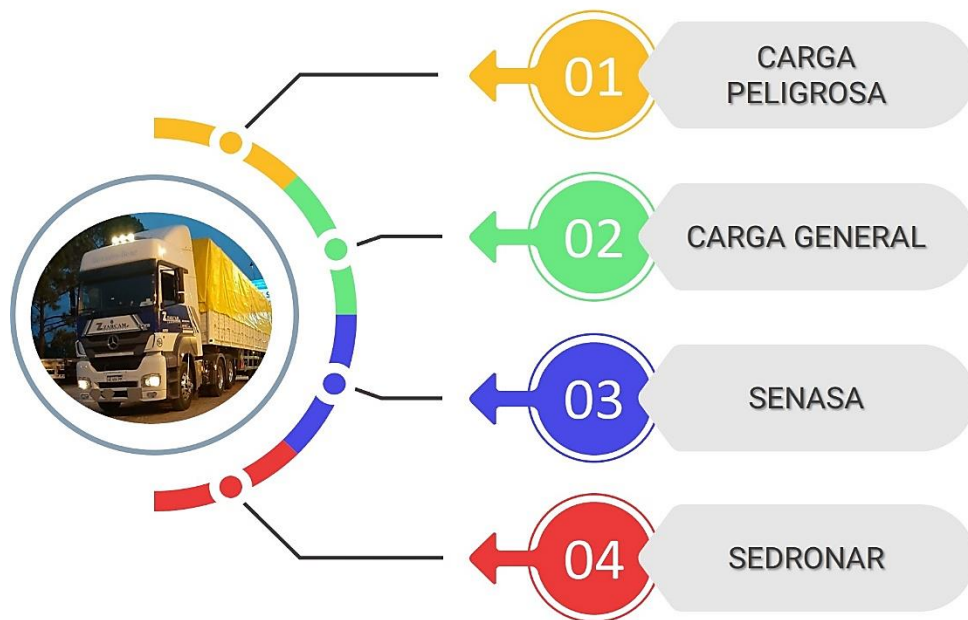 01
CARGA
PELIGROSA
02
CARGA GENERAL
03
SENASA
04
SEDRONAR